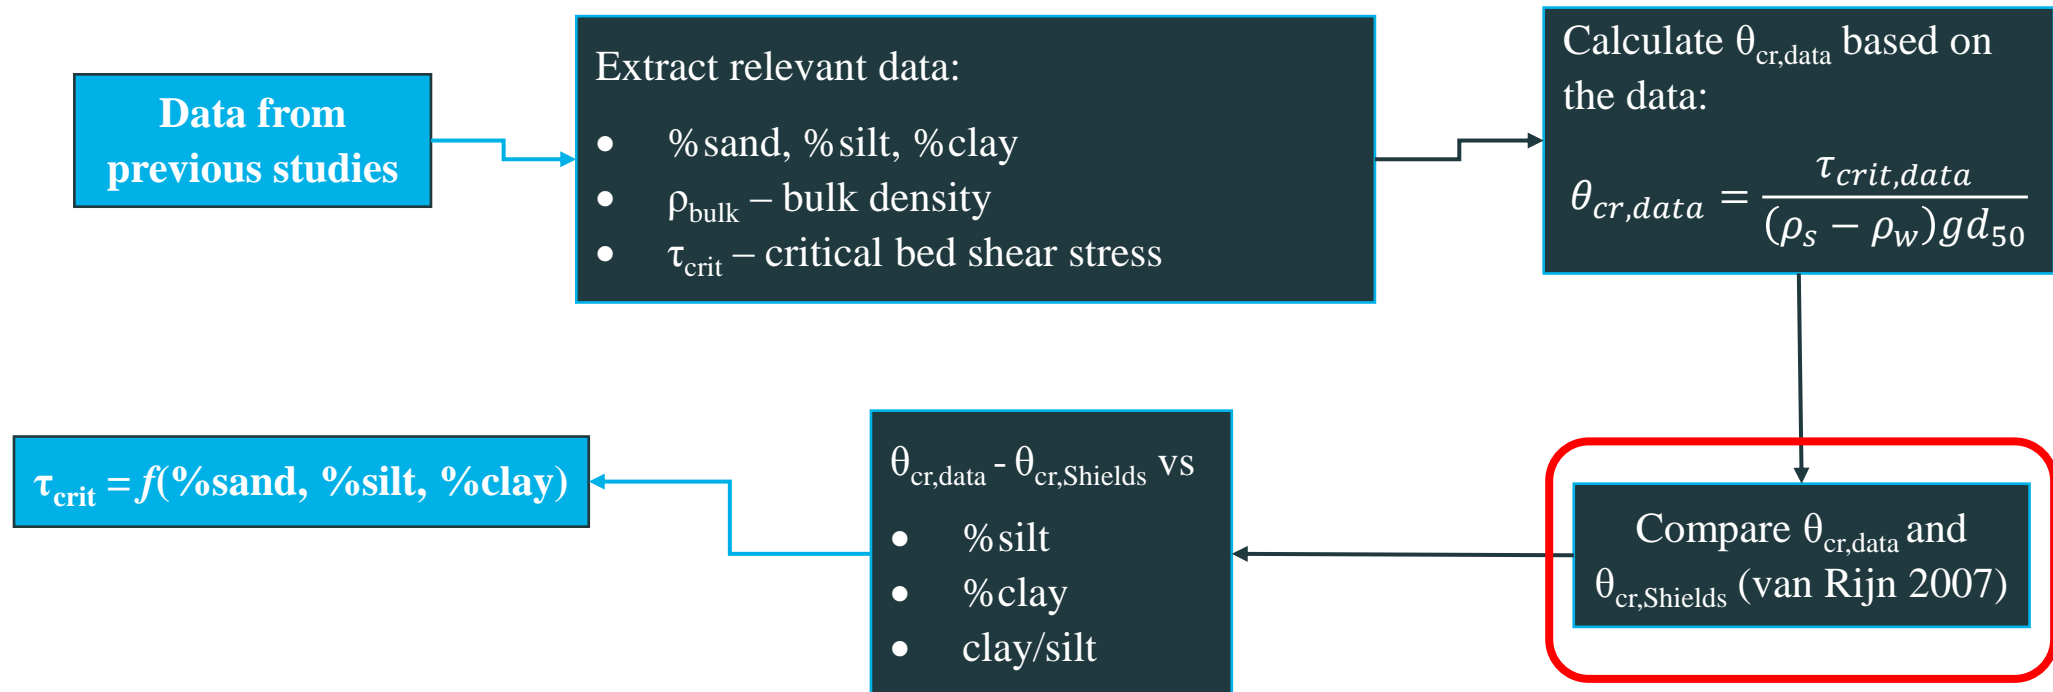 Data from
previous studies
Extract relevant data:
• %sand, %silt, %clay
• ρbulk – bulk density
• τcrit – critical bed shear stress
Calculate θcr,data based on
the data:
θcr,data = τcrit,data / (ρs − ρw)gd50
Compare θcr,data and
θcr,Shields (van Rijn 2007)
θcr,data - θcr,Shields vs
• %silt
• %clay
• clay/silt
τcrit = f(%sand, %silt, %clay)